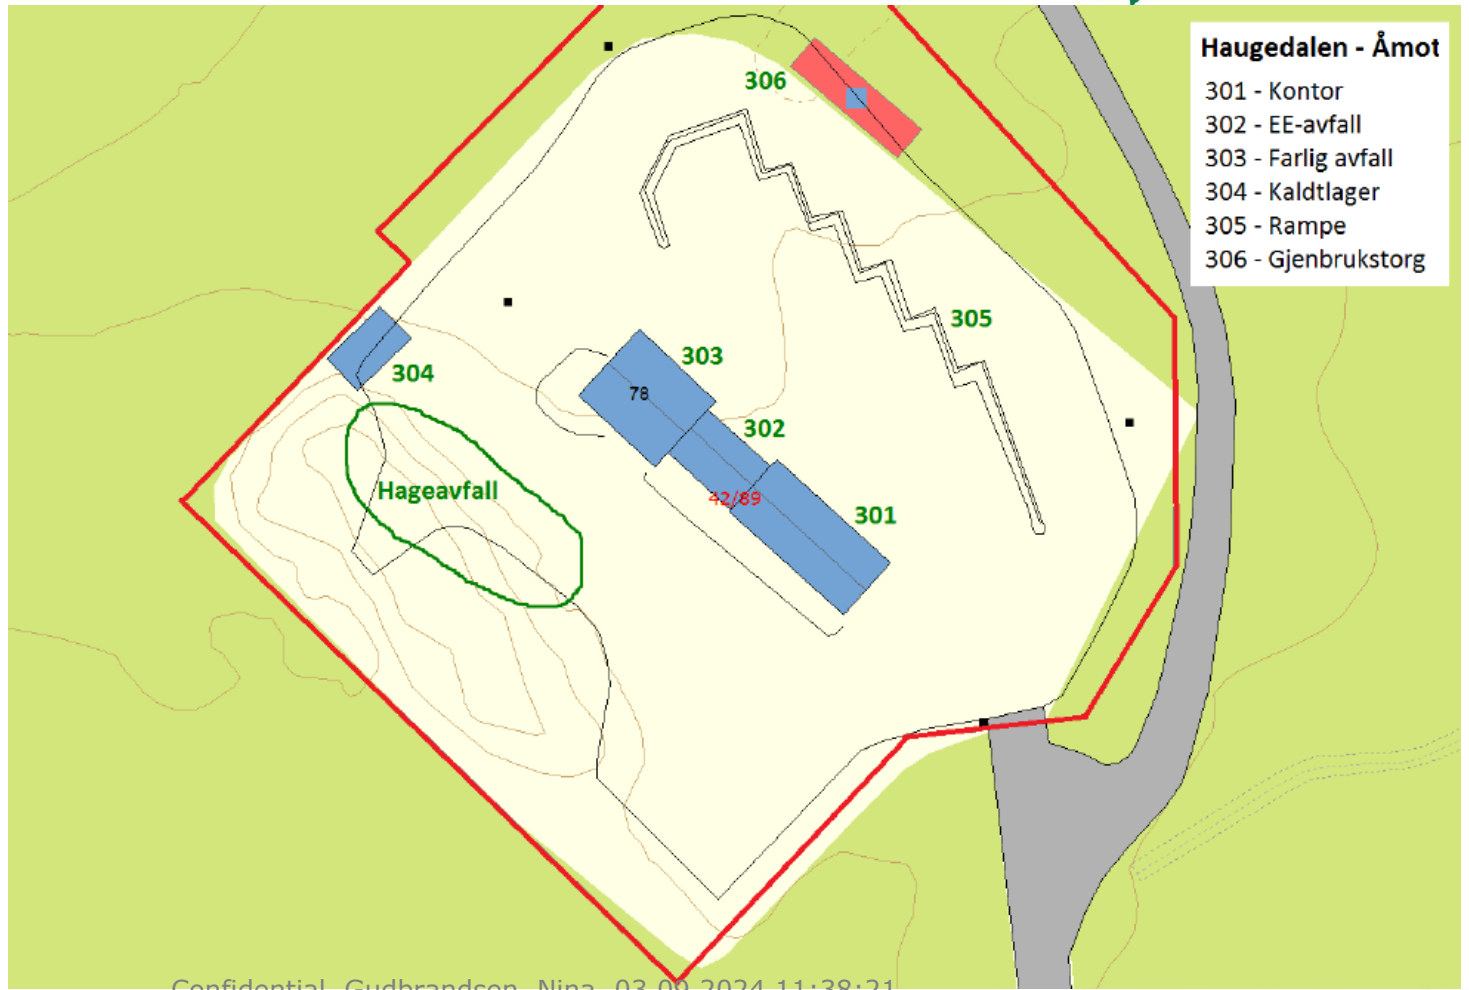 Haugedalen - Åmot
301 - Kontor
302 - EE-avfall
303 - Farlig avfall
304 - Kaldtlager
305 - Rampe
306 - Gjenbrukstorg
306
305
303
304
78
302
42/89
Hageavfall
301
Confidential, Gudbrandsen, Nina, 03.09.2024 11:38:21